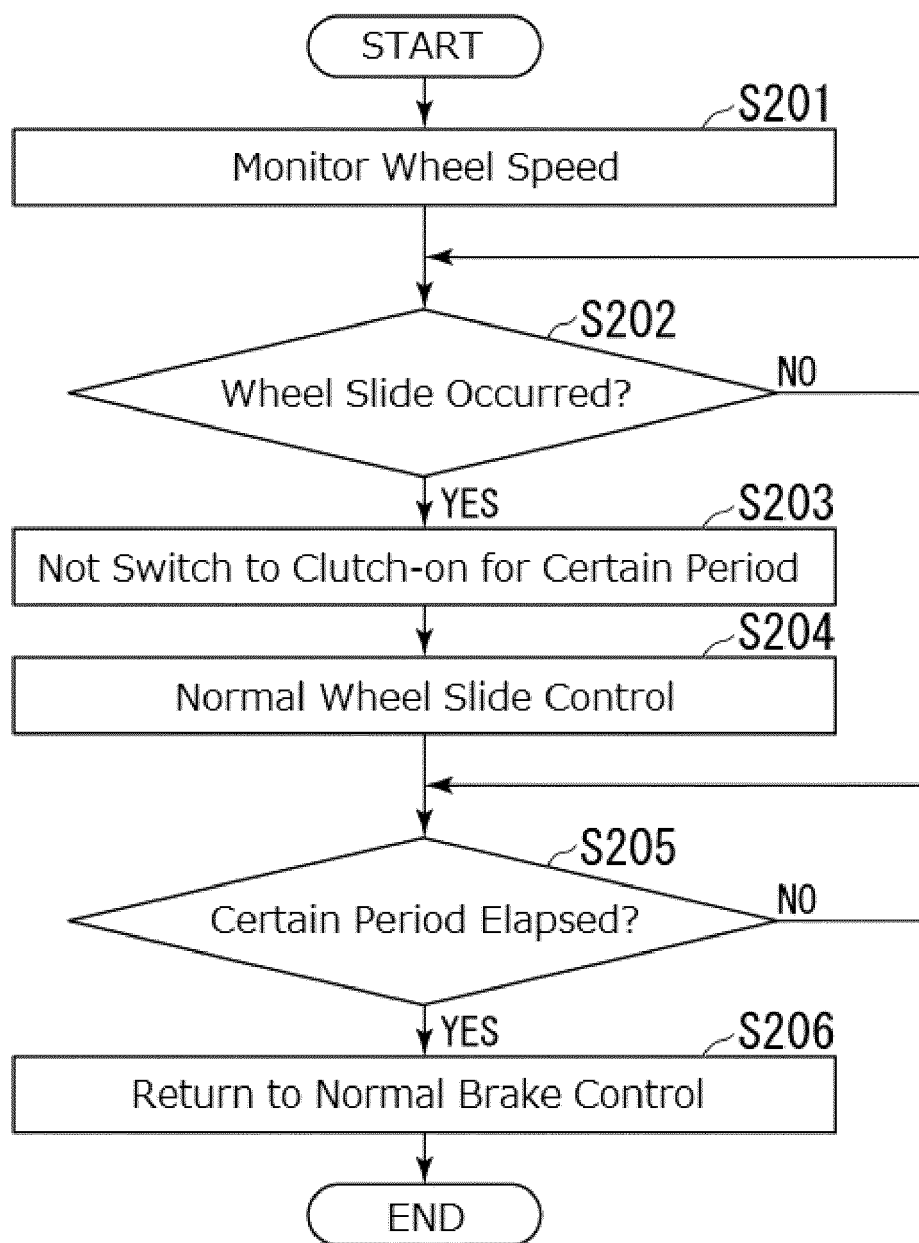 START
S201
Monitor Wheel Speed
S202
Wheel Slide Occurred?
NO
YES
S203
Not Switch to Clutch-on for Certain Period
S204
Normal Wheel Slide Control
S205
Certain Period Elapsed?
NO
YES
S206
Return to Normal Brake Control
END